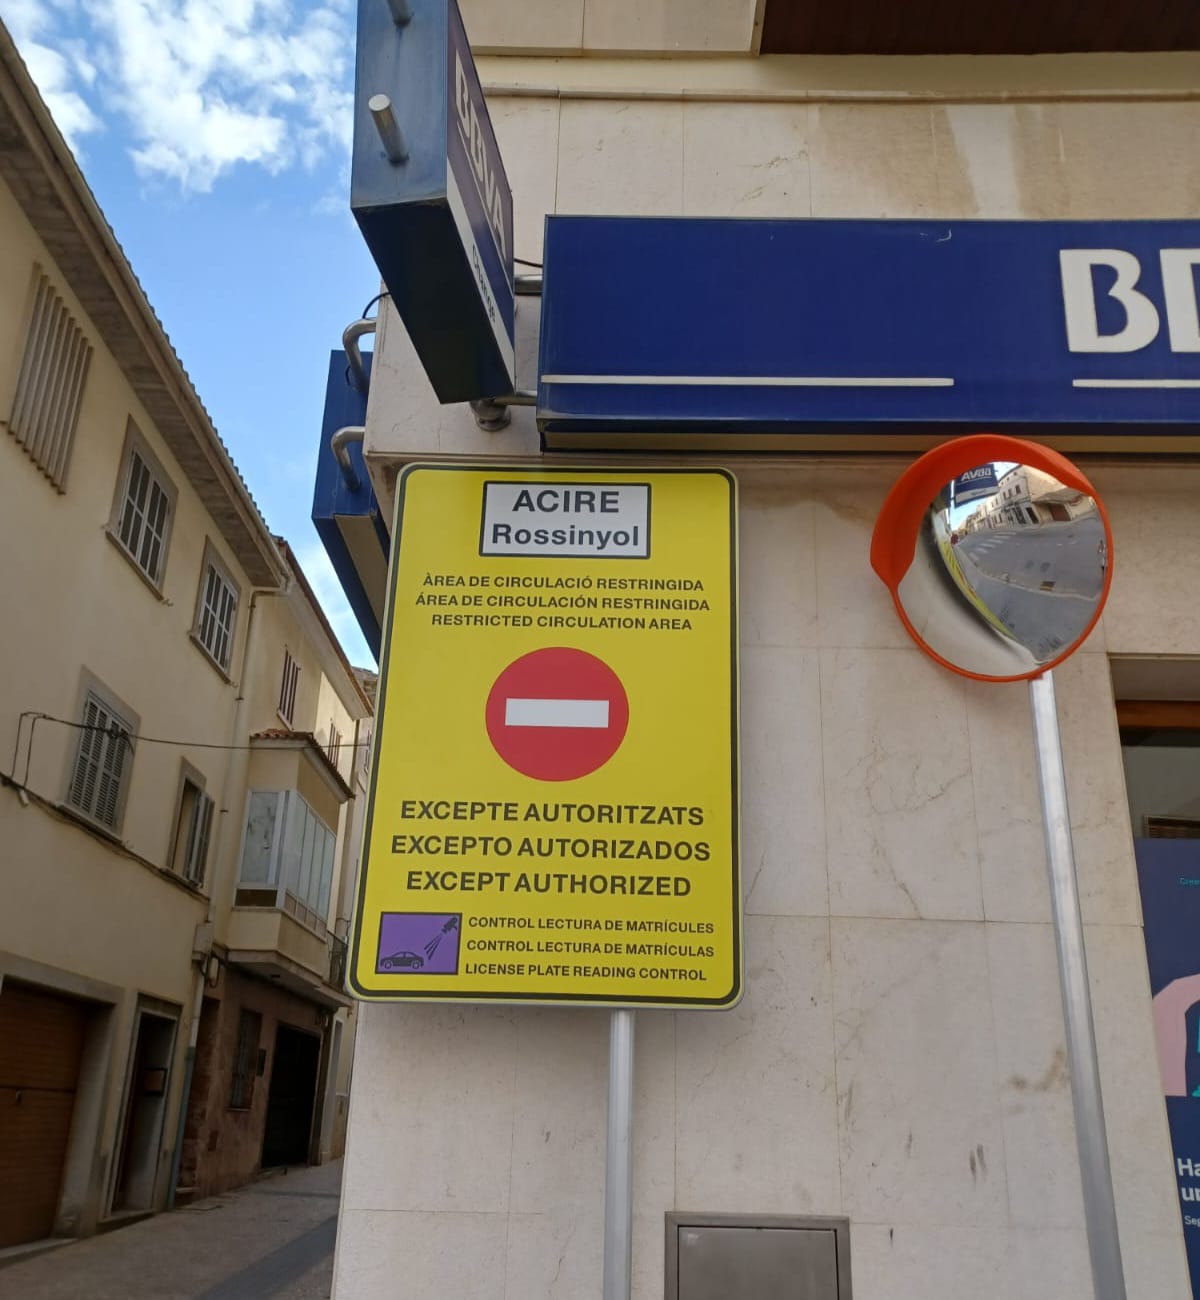 BBVA
ACIRE
Rossinyol
ÀREA DE CIRCULACIÓ RESTRINGIDA
ÁREA DE CIRCULACIÓN RESTRINGIDA
RESTRICTED CIRCULATION AREA
EXCEPTE AUTORITZATS
EXCEPTO AUTORIZADOS
EXCEPT AUTHORIZED
CONTROL LECTURA DE MATRÍCULES
CONTROL LECTURA DE MATRÍCULAS
LICENSE PLATE READING CONTROL